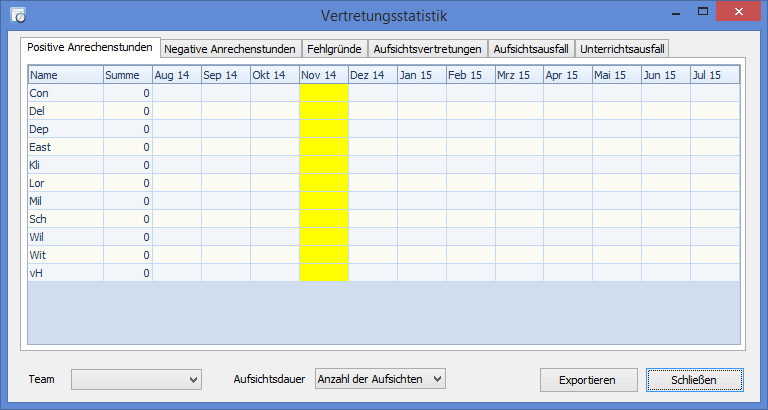 Vertretungsstatistik
Positive Anrechenstunden Negative Anrechenstunden Fehlgründe Aufsichtsvertretungen Aufsichtsausfall Unterrichtsausfall
Name Summe Aug 14 Sep 14 Okt 14 Nov 14 Dez 14 Jan 15 Feb 15 Mrz 15 Apr 15 Mai 15 Jun 15 Jul 15
Con 0
Del 0
Dep 0
East 0
Kli 0
Lor 0
Mil 0
Sch 0
Wil 0
Wit 0
vH 0
Team Aufsichtsdauer Anzahl der Aufsichten Exportieren Schließen